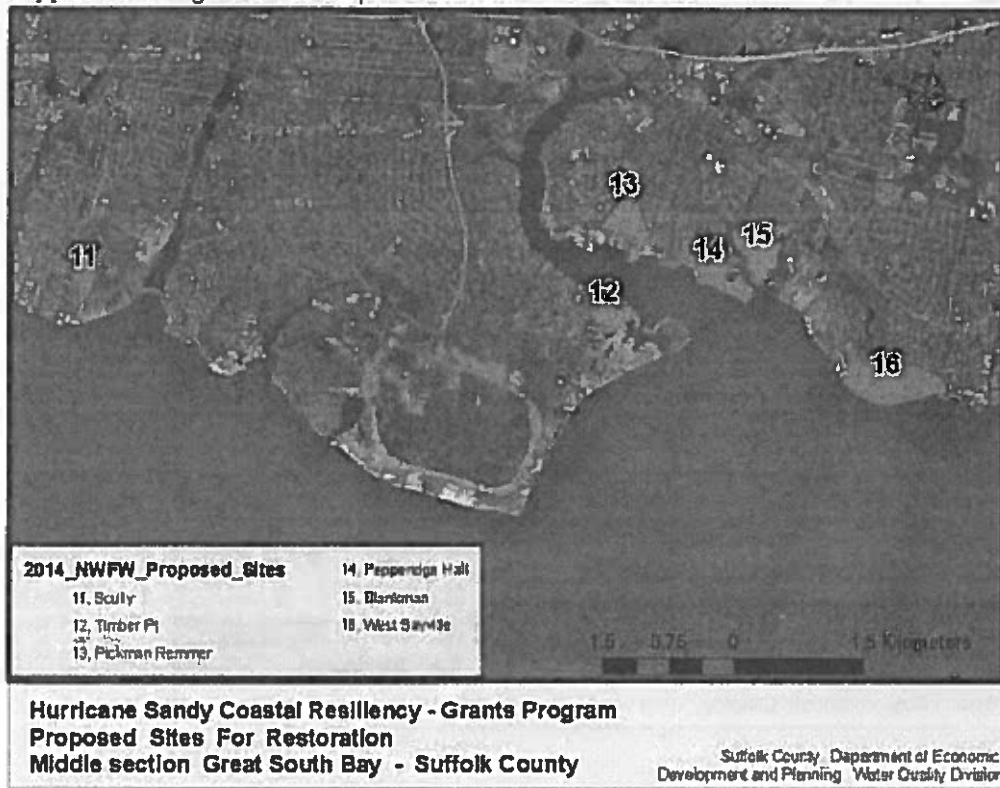 11
13
14
15
12
16
2014_NWFW_Proposed_Sites
11, Scully
12, Timber Pt
13, Pickman Remmer
14, Pepperidge Hall
15,
16, West Sayville
1.5 0.75 0 1.5 Kilometers
Hurricane Sandy Coastal Resiliency - Grants Program
Proposed Sites For Restoration
Middle section Great South Bay - Suffolk County
Suffolk County Department of Economic
Development and Planning Water Quality Division